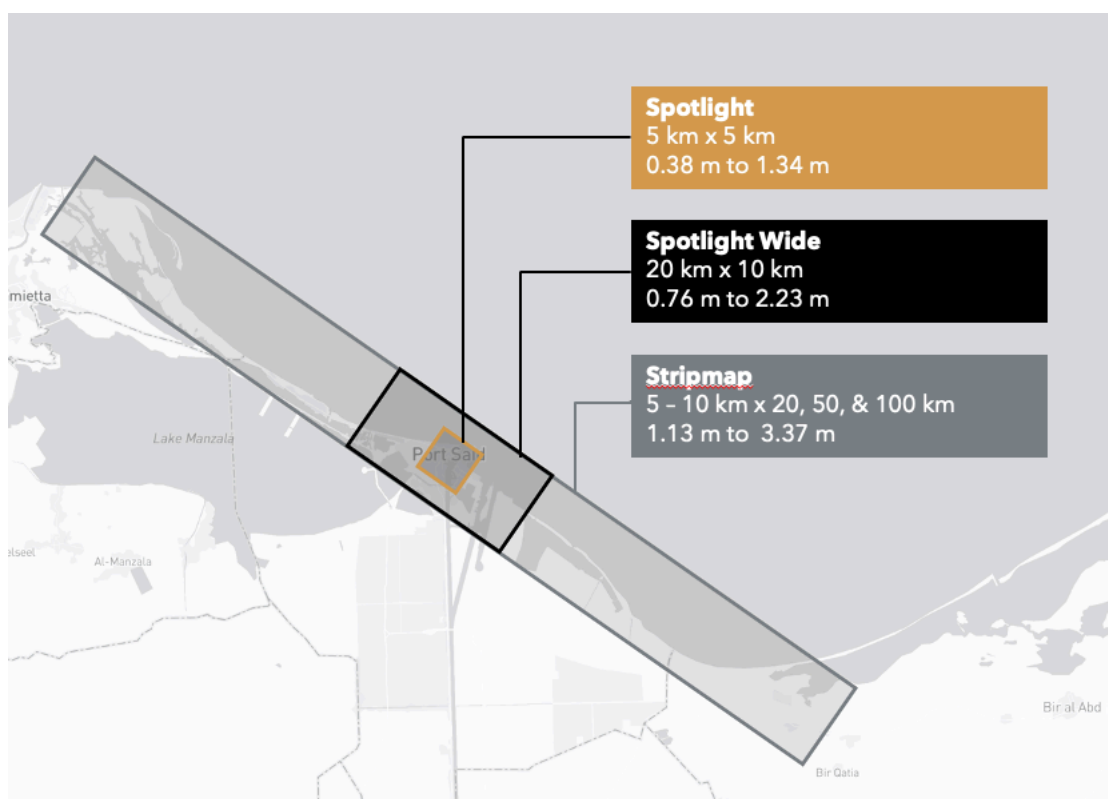 Spotlight
5 km x 5 km
0.38 m to 1.34 m
Spotlight Wide
20 km x 10 km
0.76 m to 2.23 m
Stripmap
5 – 10 km x 20, 50, & 100 km
1.13 m to  3.37 m
mietta
Lake Manzala
Port Said
elseel
Al-Manzala
Bir al Abd
Bir Qatia